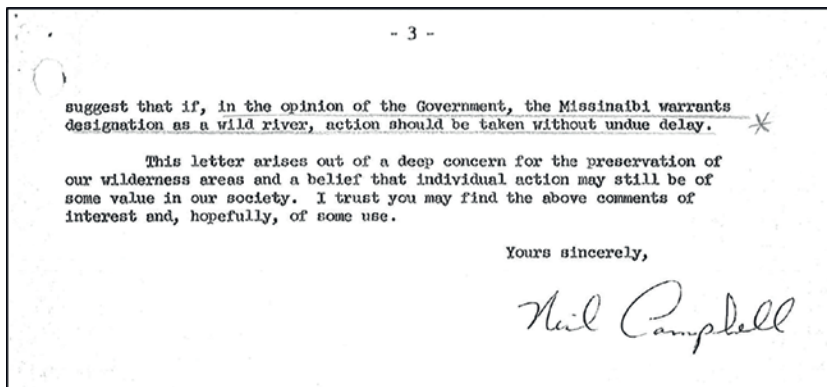 - 3 -
suggest that if, in the opinion of the Government, the Missinaibi warrants
designation as a wild river, action should be taken without undue delay. *
This letter arises out of a deep concern for the preservation of
our wilderness areas and a belief that individual action may still be of
some value in our society. I trust you may find the above comments of
interest and, hopefully, of some use.
Yours sincerely,
Neil Campbell